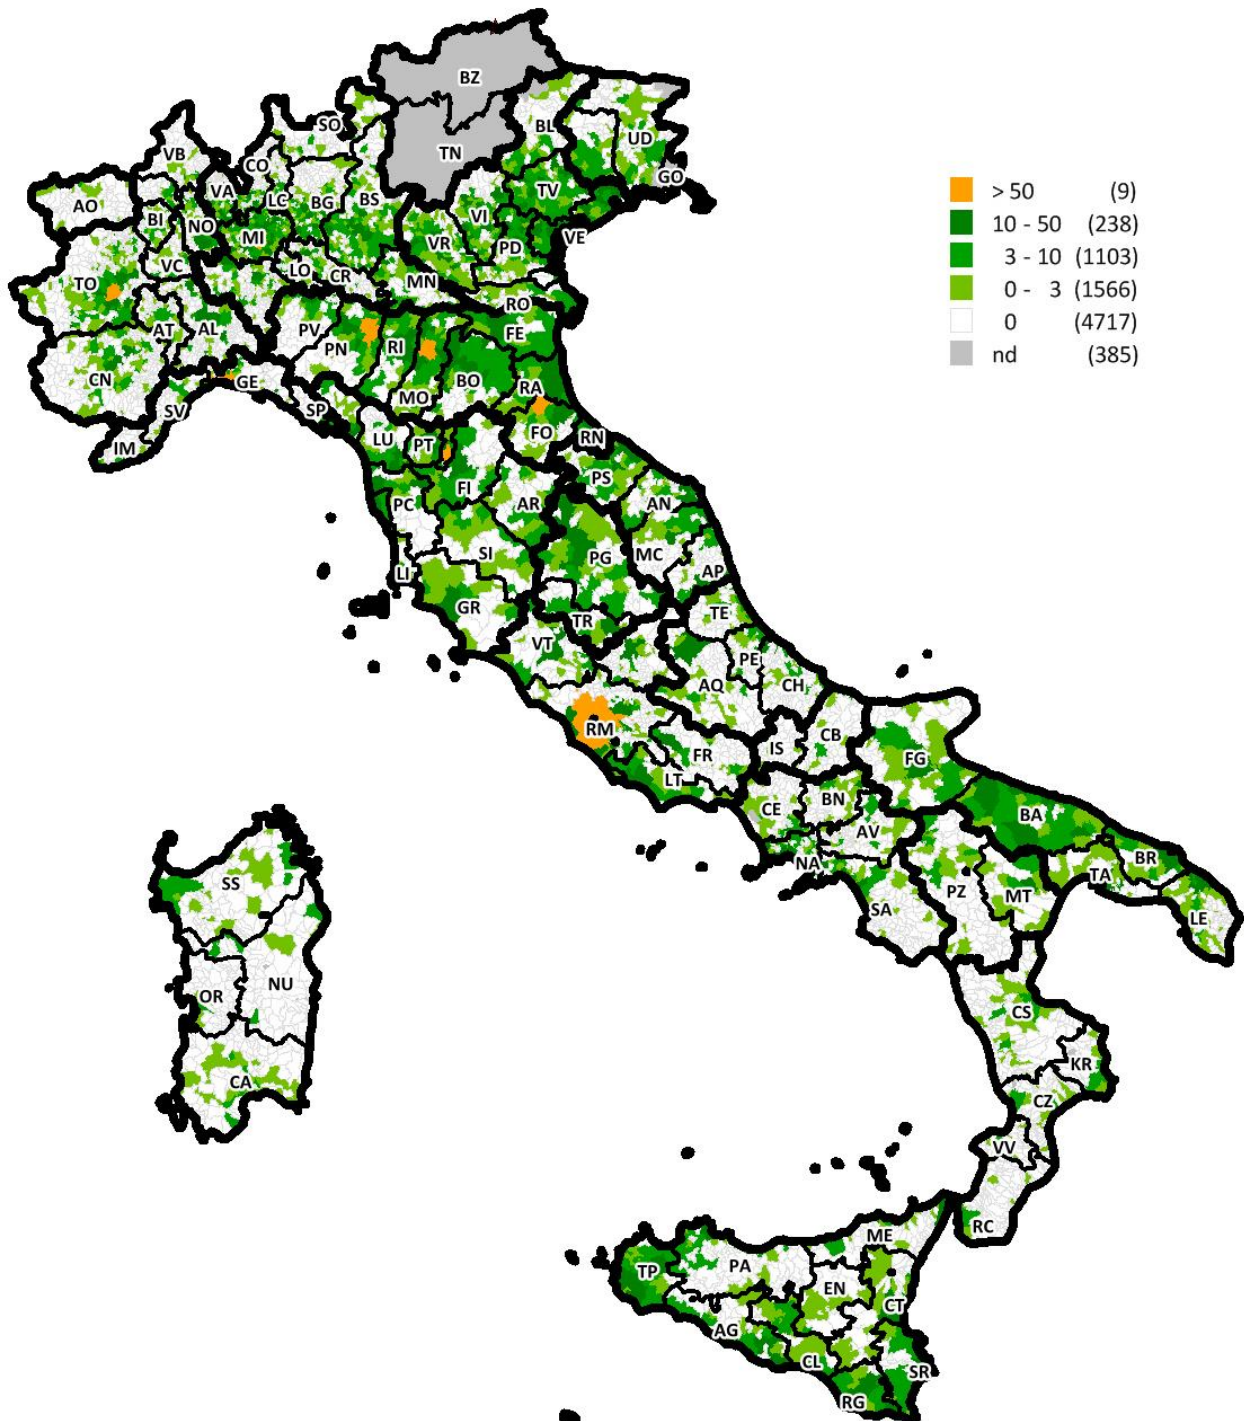 BZ
SO
BL
UD
VB
CO
TN
GO
VA
TV
AO
LC
BG
BS
BI
NO
VI
MI
VR
PD
VE
VC
LO
CR
TO
MN
RO
AT
AL
PV
PN
RI
FE
CN
GE
BO
MO
RA
SV
SP
LU
PT
FO
RN
IM
FI
PS
PC
AR
AN
SI
PG
MC
LI
AP
GR
TR
TE
VT
PE
AQ
CH
RM
CB
IS
FR
FG
LT
CE
BN
BA
AV
NA
BR
TA
SS
PZ
MT
SA
LE
NU
OR
CS
KR
CA
CZ
VV
RC
ME
TP
PA
EN
CT
AG
CL
SR
RG
> 50 (9)
10 - 50 (238)
3 - 10 (1103)
0 - 3 (1566)
0 (4717)
nd (385)